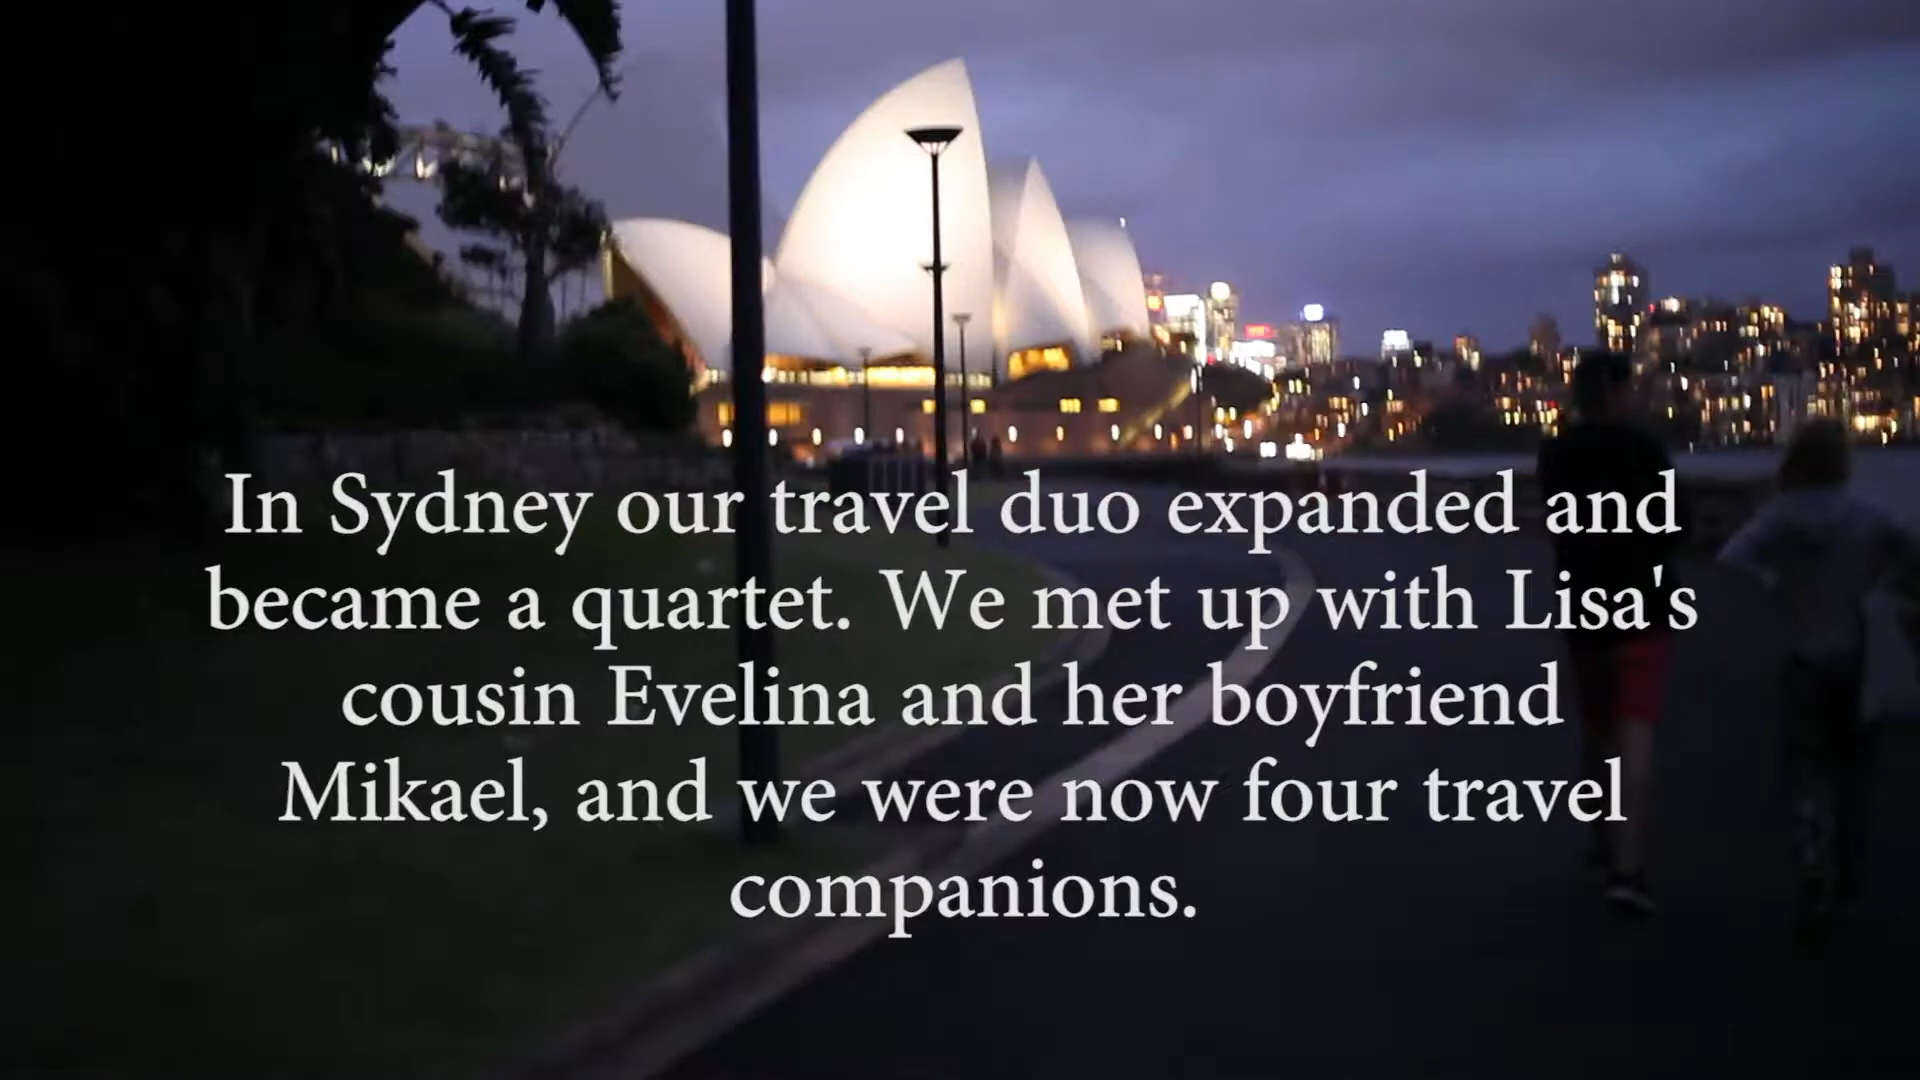 In Sydney our travel duo expanded and
became a quartet. We met up with Lisa's
cousin Evelina and her boyfriend
Mikael, and we were now four travel
companions.